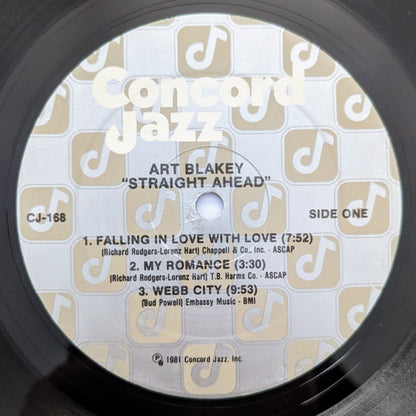 Concord
Jazz
ART BLAKEY
"STRAIGHT AHEAD"
CJ-168
SIDE ONE
1. FALLING IN LOVE WITH LOVE (7:52)
(Richard Rodgers-Lorenz Hart) Chappell & Co., Inc. - ASCAP
2. MY ROMANCE (3:30)
(Richard Rodgers-Lorenz Hart) T.B. Harms Co. - ASCAP
3. WEBB CITY (9:53)
(Bud Powell) Embassy Music - BMI
℗ 1981 Concord Jazz, Inc.